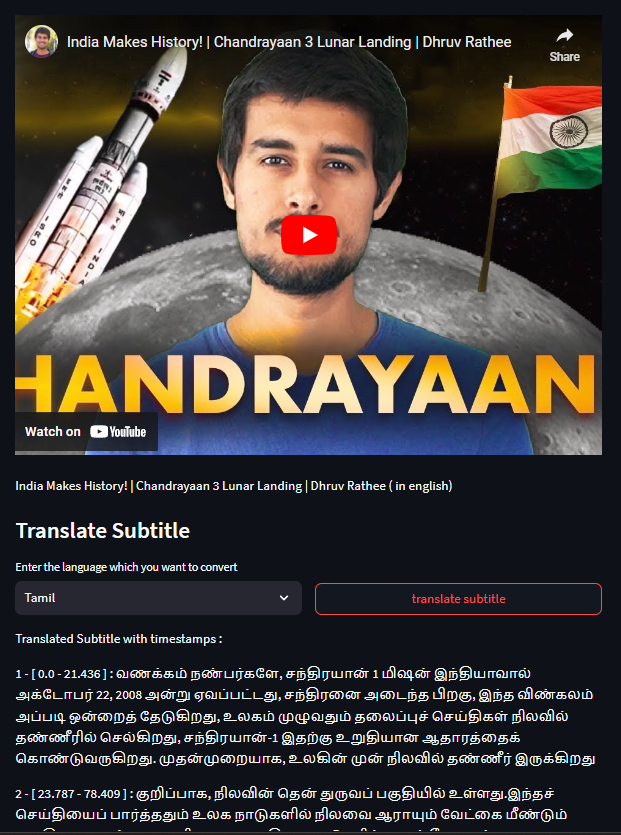 India Makes History! | Chandrayaan 3 Lunar Landing | Dhruv Rathee
Share
ISRO
INDIA
HANDRAYAAN
Watch on YouTube
India Makes History! | Chandrayaan 3 Lunar Landing | Dhruv Rathee ( in english)
Translate Subtitle
Enter the language which you want to convert
Tamil
translate subtitle
Translated Subtitle with timestamps :
1 - [ 0.0 - 21.436 ] : வணக்கம் நண்பர்களே, சந்திரயான் 1 மிஷன் இந்தியாவால்
அக்டோபர் 22, 2008 அன்று ஏவப்பட்டது, சந்திரனை அடைந்த பிறகு, இந்த விண்கலம்
அப்படி ஒன்றைத் தேடுகிறது, உலகம் முழுவதும் தலைப்புச் செய்திகள் நிலவில்
தண்ணீரில் செல்கிறது, சந்திரயான்-1 இதற்கு உறுதியான ஆதாரத்தைக்
கொண்டுவருகிறது. முதன்முறையாக, உலகின் முன் நிலவில் தண்ணீர் இருக்கிறது
2 - [ 23.787 - 78.409 ] : குறிப்பாக, நிலவின் தென் துருவப் பகுதியில் உள்ளது.இந்தச்
செய்தியைப் பார்த்ததும் உலக நாடுகளில் நிலவை ஆராயும் வேட்கை மீண்டும்